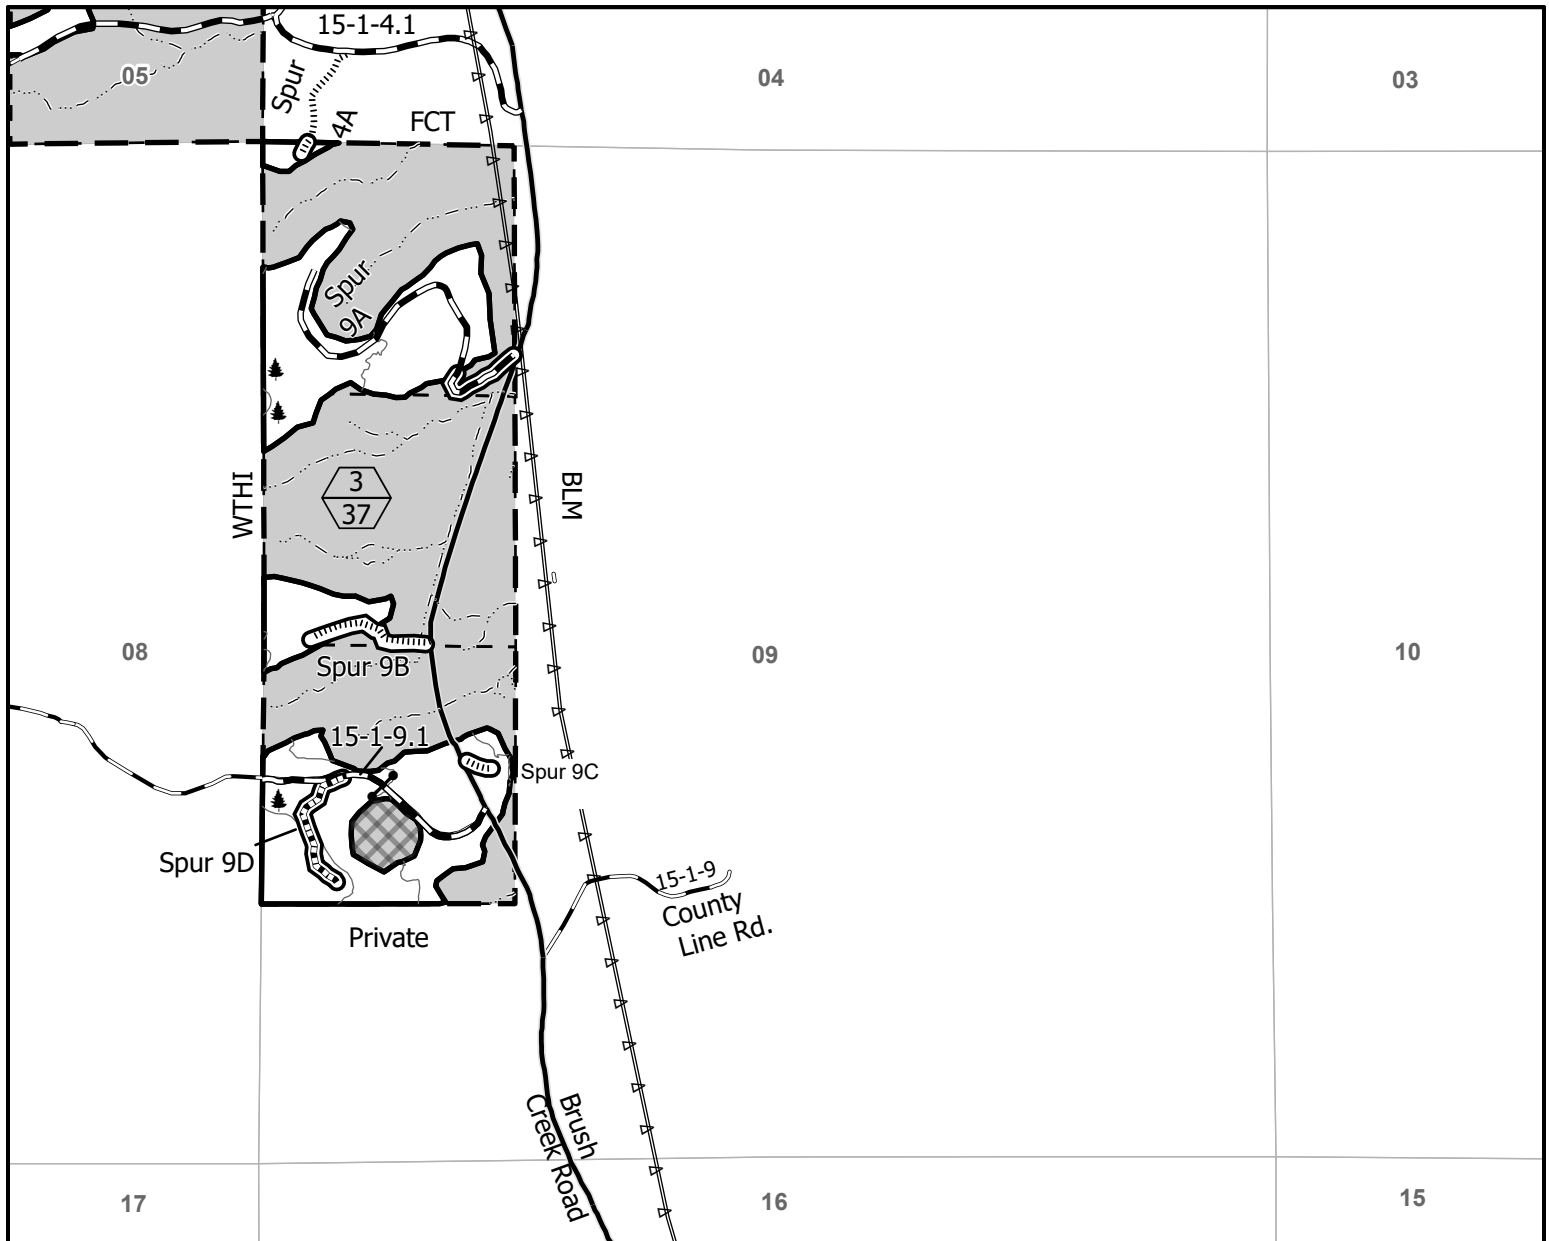 15-1-4.1
05
04
03
Spur
4A
FCT
Spur
9A
WTHI
3
37
BLM
08
Spur 9B
09
10
15-1-9.1
Spur 9C
Spur 9D
15-1-9
County
Line Rd.
Private
Brush
Creek Road
17
16
15